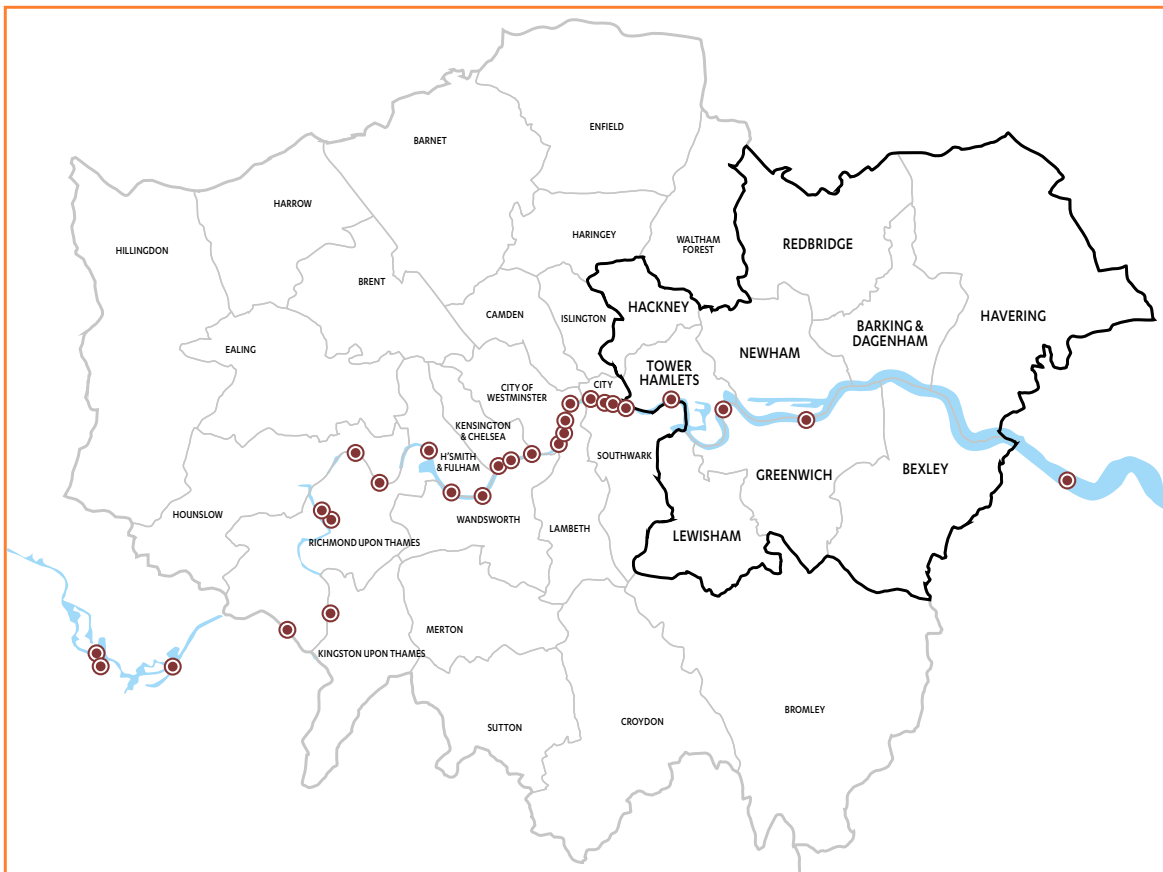 ENFIELD
BARNET
HARROW
HARINGEY
WALTHAM
FOREST
REDBRIDGE
HILLINGDON
BRENT
HACKNEY
CAMDEN
ISLINGTON
HAVERING
BARKING &
DAGENHAM
EALING
NEWHAM
TOWER
HAMLETS
CITY
CITY OF
WESTMINSTER
KENSINGTON
& CHELSEA
H'SMITH
& FULHAM
SOUTHWARK
GREENWICH
BEXLEY
HOUNSLOW
WANDSWORTH
LAMBETH
LEWISHAM
RICHMOND UPON THAMES
MERTON
KINGSTON UPON THAMES
BROMLEY
SUTTON
CROYDON